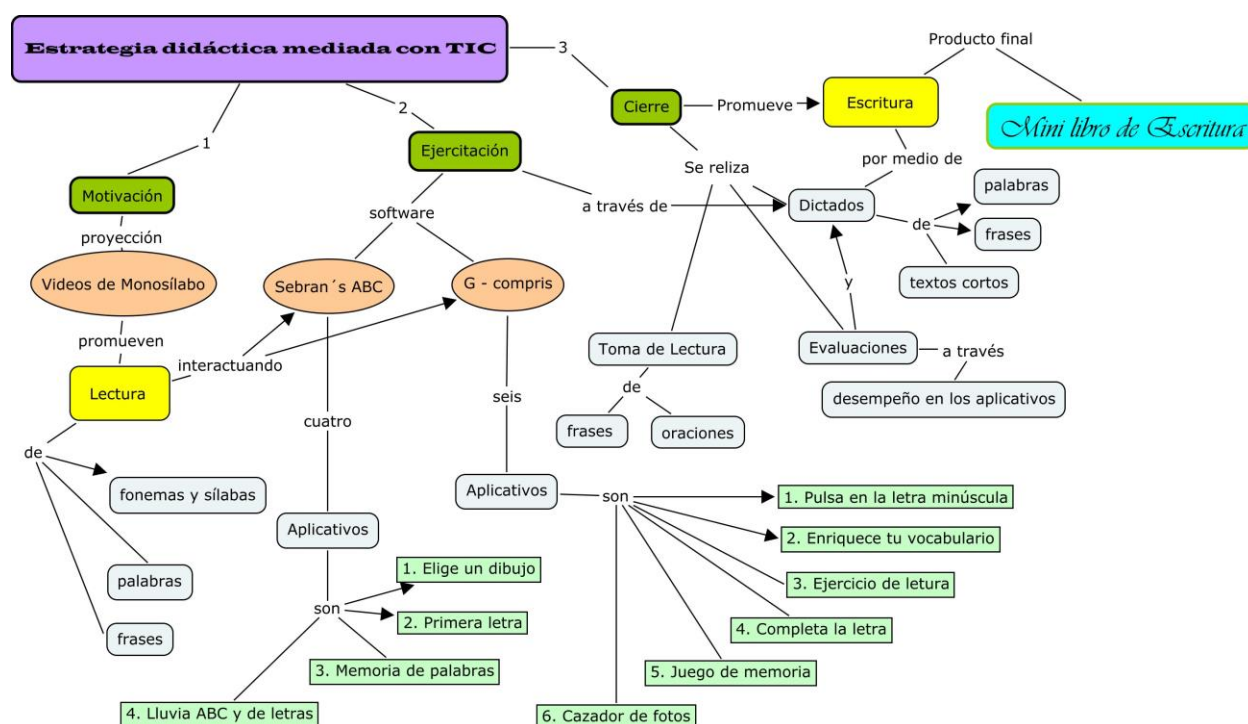 Estrategia didáctica mediada con TIC
3
Producto final
Cierre
Promueve
Escritura
Mini libro de Escritura
1
2
Ejercitación
Se reliza
por medio de
Motivación
a través de
Dictados
de
palabras
frases
textos cortos
proyección
software
Videos de Monosílabo
Sebran´s ABC
G - compris
y
promueven
interactuando
Toma de Lectura
Evaluaciones
a través
Lectura
seis
de
desempeño en los aplicativos
cuatro
frases
oraciones
de
fonemas y sílabas
Aplicativos
son
1. Pulsa en la letra minúscula
Aplicativos
2. Enriquece tu vocabulario
palabras
1. Elige un dibujo
3. Ejercicio de letura
son
2. Primera letra
4. Completa la letra
frases
3. Memoria de palabras
5. Juego de memoria
4. Lluvia ABC y de letras
6. Cazador de fotos